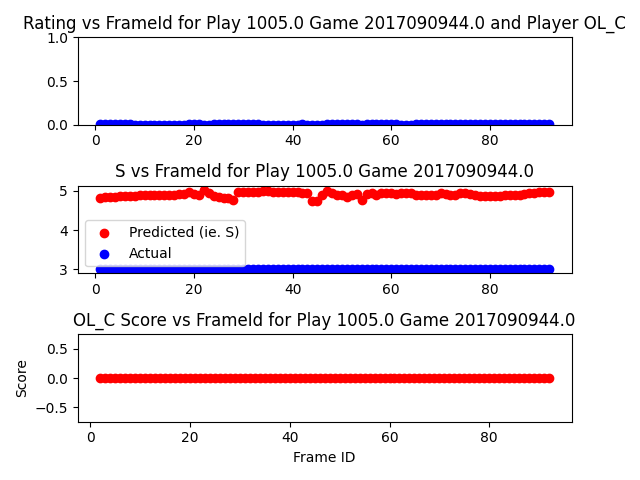 Rating vs FrameId for Play 1005.0 Game 2017090944.0 and Player OL_C
1.0
0.5
0.0
0 20 40 60 80
S vs FrameId for Play 1005.0 Game 2017090944.0
5
4
3
Predicted (ie. S)
Actual
0 20 40 60 80
OL_C Score vs FrameId for Play 1005.0 Game 2017090944.0
Score
0.5
0.0
−0.5
0 20 40 60 80
Frame ID